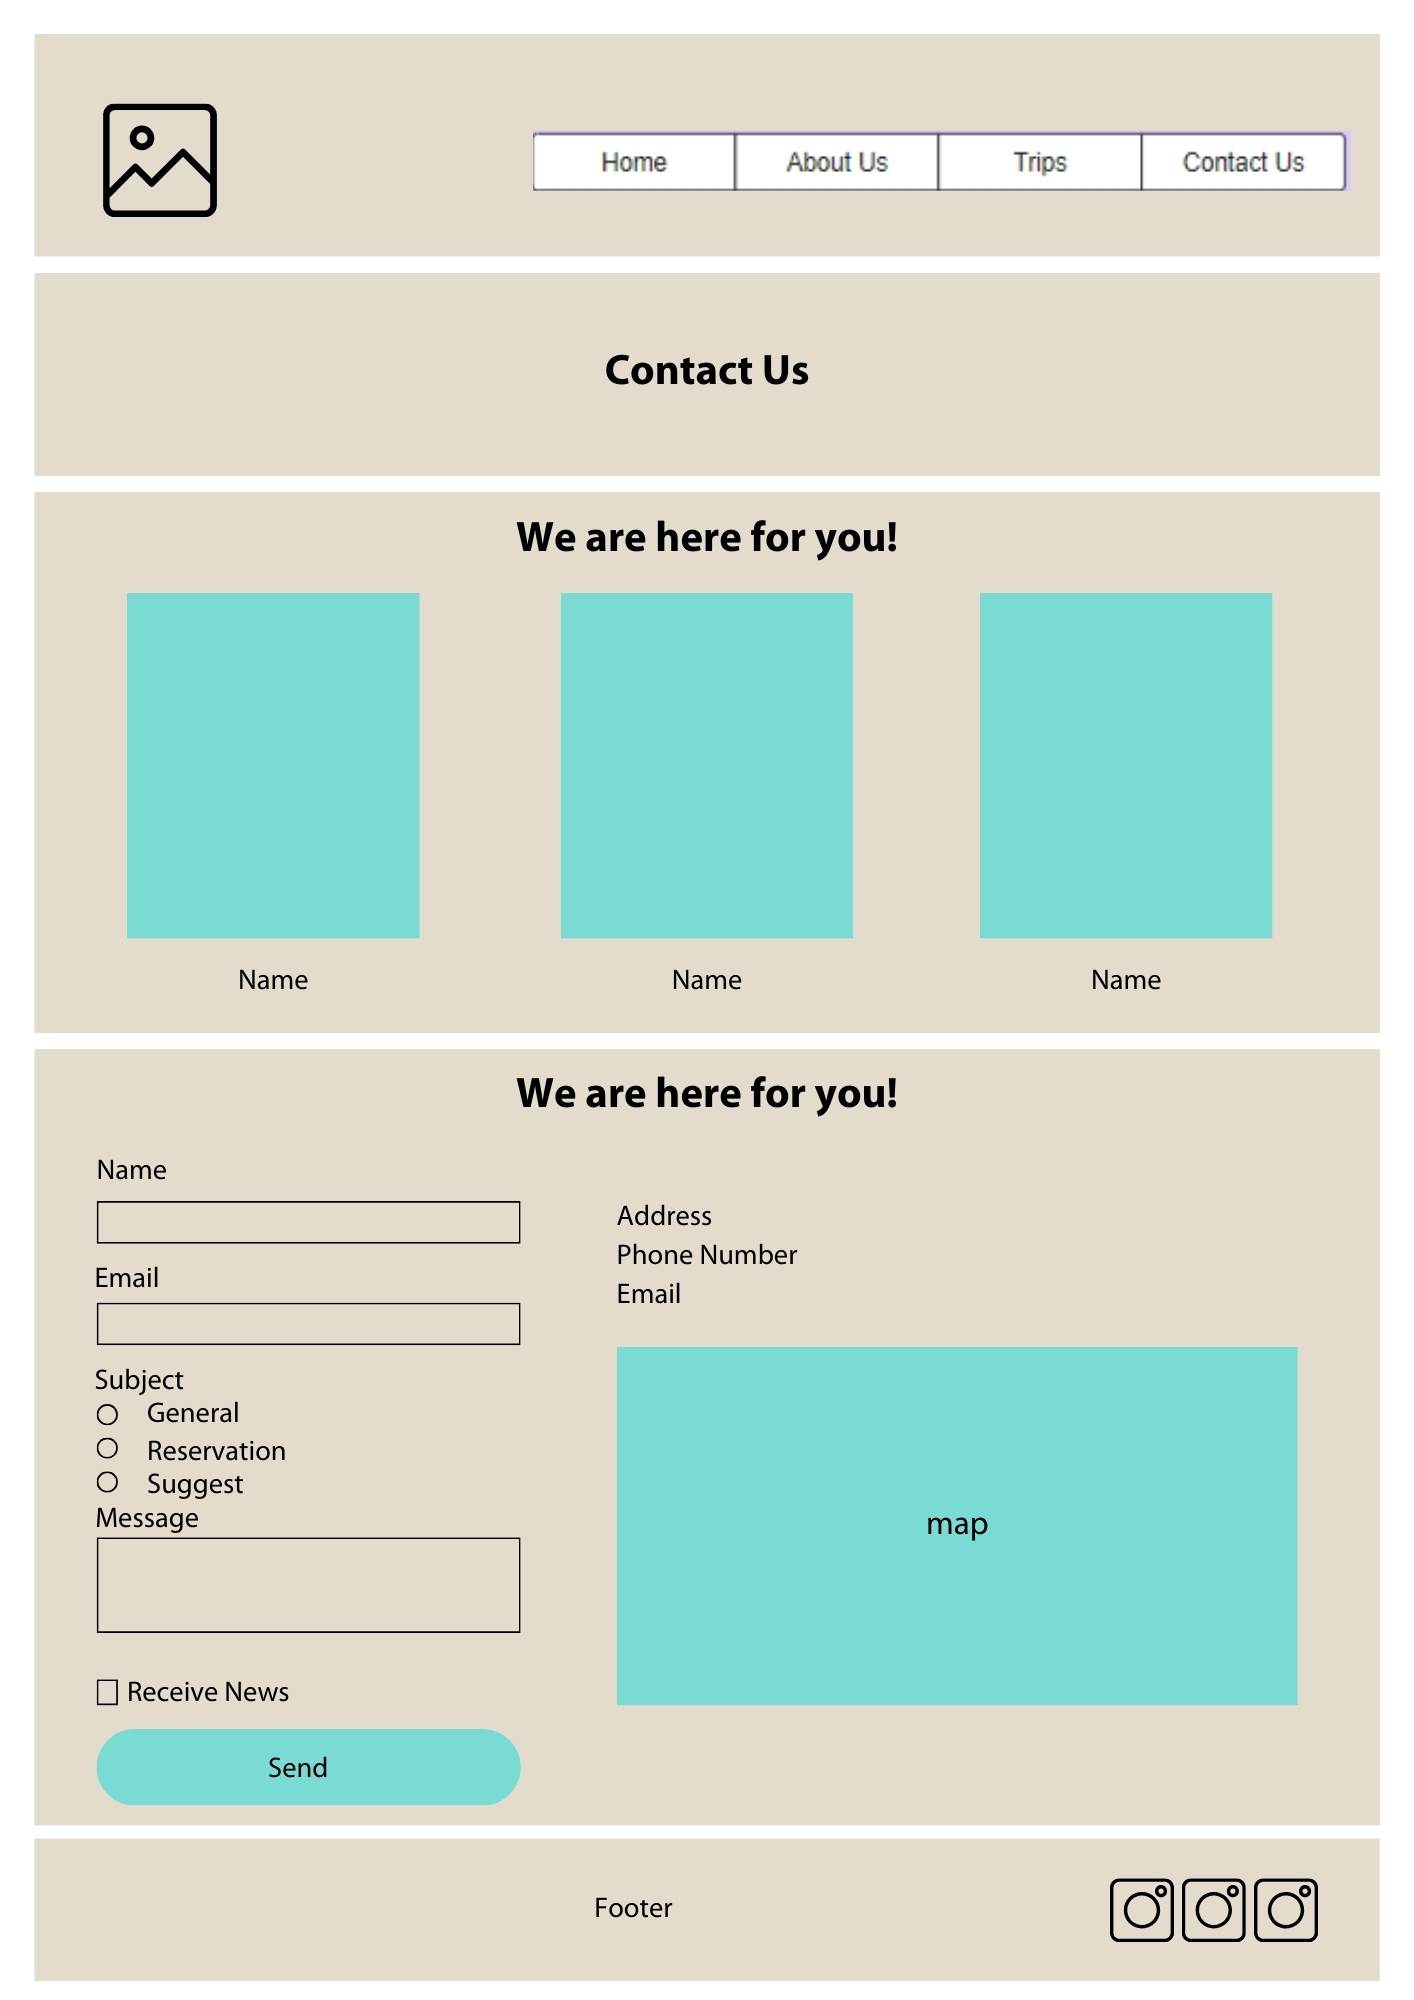 Home About Us Trips Contact Us
Contact Us
We are here for you!
Name Name Name
We are here for you!
Name
Email
Subject
General
Reservation
Suggest
Message
Receive News
Send
Address
Phone Number
Email
map
Footer